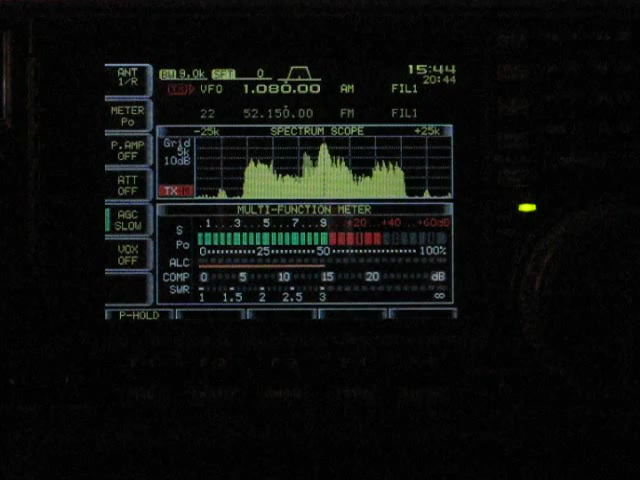 ANT 1/R
METER Po
P.AMP OFF
ATT OFF
AGC SLOW
VOX OFF
BW 9.0k SFT 0
15:44
20:44
TX VFO 1.080.00 AM FIL1
22 52.150.00 FM FIL1
-25k SPECTRUM SCOPE +25k
Grid
5k
10dB
TX
MULTI-FUNCTION METER
S .1...3...5...7...9 +20 +40 +60dB
Po 0 25 50 100%
ALC
COMP 0 5 10 15 20 dB
SWR 1 1.5 2 2.5 3 ∞
P-HOLD